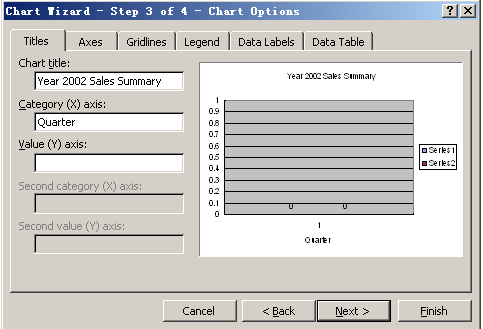 Chart Wizard - Step 3 of 4 - Chart Options
Titles Axes Gridlines Legend Data Labels Data Table
Chart title:
Year 2002 Sales Summary
Category (X) axis:
Quarter
Value (Y) axis:
Second category (X) axis:
Second value (Y) axis:
Year 2002 Sales Summary
1
0.9
0.8
0.7
0.6
0.5
0.4
0.3
0.2
0.1
0
0 0
1
Quarter
Series1
Series2
Cancel < Back Next > Finish